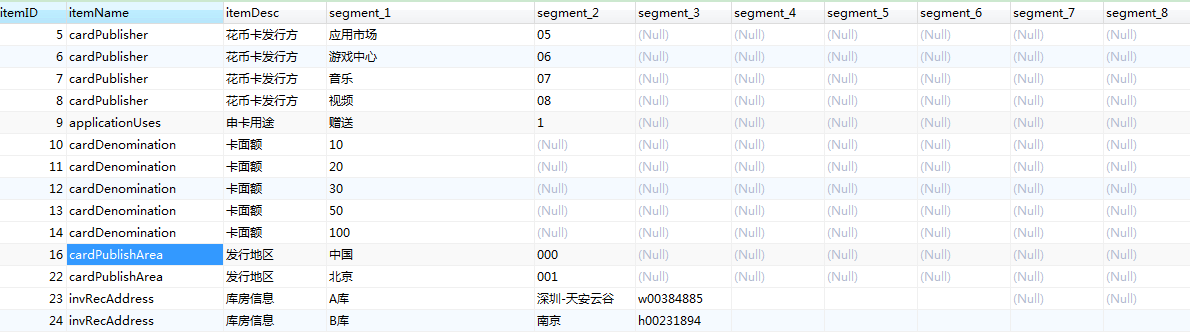 itemID itemName itemDesc segment_1 segment_2 segment_3 segment_4 segment_5 segment_6 segment_7 segment_8
5 cardPublisher 花币卡发行方 应用市场 05 (Null) (Null) (Null) (Null) (Null) (Null)
6 cardPublisher 花币卡发行方 游戏中心 06 (Null) (Null) (Null) (Null) (Null) (Null)
7 cardPublisher 花币卡发行方 音乐 07 (Null) (Null) (Null) (Null) (Null) (Null)
8 cardPublisher 花币卡发行方 视频 08 (Null) (Null) (Null) (Null) (Null) (Null)
9 applicationUses 申卡用途 赠送 1 (Null) (Null) (Null) (Null) (Null) (Null)
10 cardDenomination 卡面额 10 (Null) (Null) (Null) (Null) (Null) (Null) (Null)
11 cardDenomination 卡面额 20 (Null) (Null) (Null) (Null) (Null) (Null) (Null)
12 cardDenomination 卡面额 30 (Null) (Null) (Null) (Null) (Null) (Null) (Null)
13 cardDenomination 卡面额 50 (Null) (Null) (Null) (Null) (Null) (Null) (Null)
14 cardDenomination 卡面额 100 (Null) (Null) (Null) (Null) (Null) (Null) (Null)
16 cardPublishArea 发行地区 中国 000 (Null) (Null) (Null) (Null) (Null) (Null)
22 cardPublishArea 发行地区 北京 001 (Null) (Null) (Null) (Null) (Null) (Null)
23 invRecAddress 库房信息 A库 深圳-天安云谷 w00384885 (Null) (Null)
24 invRecAddress 库房信息 B库 南京 h00231894